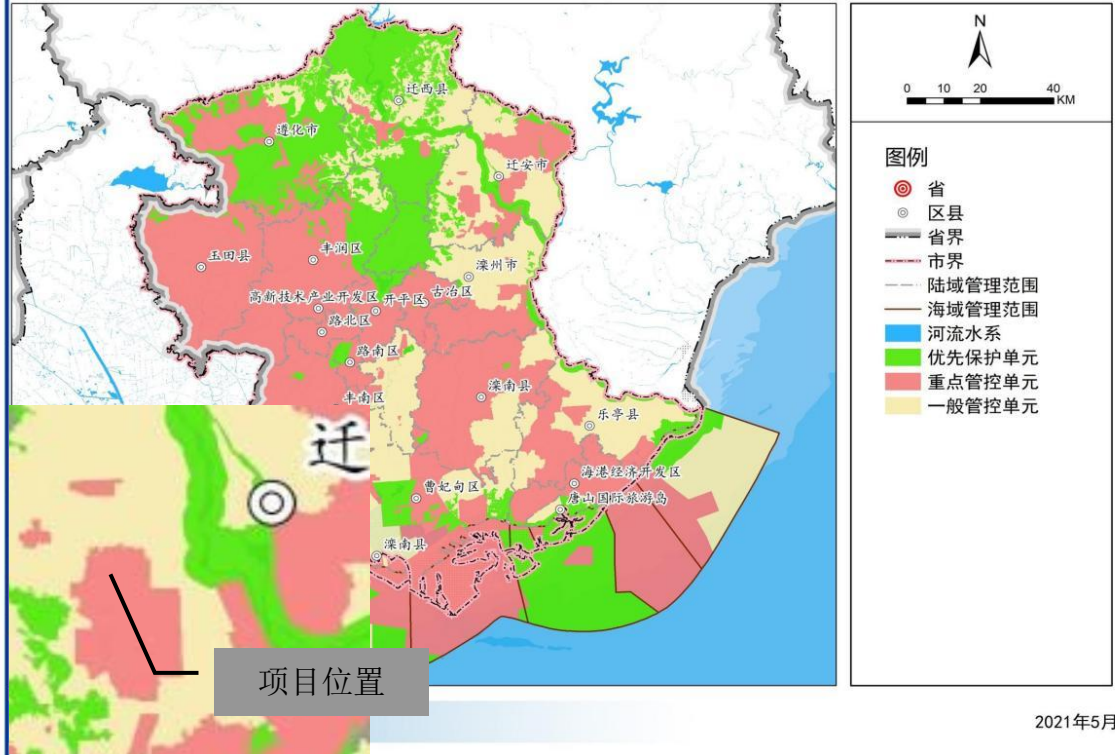 迁西县
遵化市
迁安市
玉田县
丰润区
滦州市
高新技术产业开发区
开平区
古冶区
路北区
路南区
丰南区
滦南县
乐亭县
海港经济开发区
曹妃甸区
唐山国际旅游岛
滦南县
迁
项目位置
N
0 10 20 40
KM
图例
省
区县
省界
市界
陆域管理范围
海域管理范围
河流水系
优先保护单元
重点管控单元
一般管控单元
2021年5月